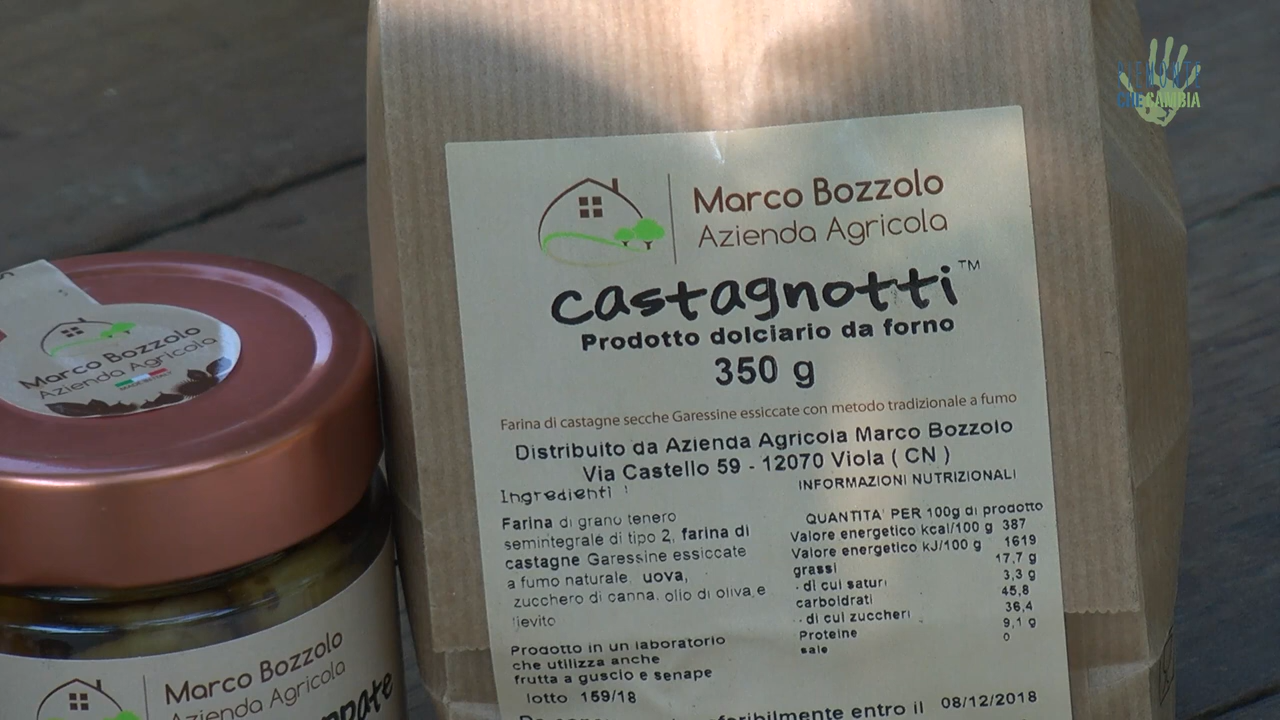 PIEMONTE
CHE CAMBIA
Marco Bozzolo
Azienda Agricola
castagnotti™
Prodotto dolciario da forno
350 g
Farina di castagne secche Garessine essiccate con metodo tradizionale a fumo
Distribuito da Azienda Agricola Marco Bozzolo
Via Castello 59 - 12070 Viola ( CN )
Ingredienti :
Farina di grano tenero
semintegrale di tipo 2, farina di
castagne Garessine essiccate
a fumo naturale, uova,
zucchero di canna, olio di oliva,e
lievito
Prodotto in un laboratorio
che utilizza anche
frutta a guscio e senape
lotto 159/18
INFORMAZIONI NUTRIZIONALI
QUANTITA' PER 100g di prodotto
Valore energetico kcal/100 g 387
Valore energetico kJ/100 g 1619
grassi 17,7 g
- di cui saturi 3,3 g
carboidrati 45,8
- di cui zuccheri 36,4
Proteine 9,1 g
sale 0
entro il 08/12/2018
Marco Bozzolo
Azienda Agricola
Marco Bozzolo
Azienda Agricola